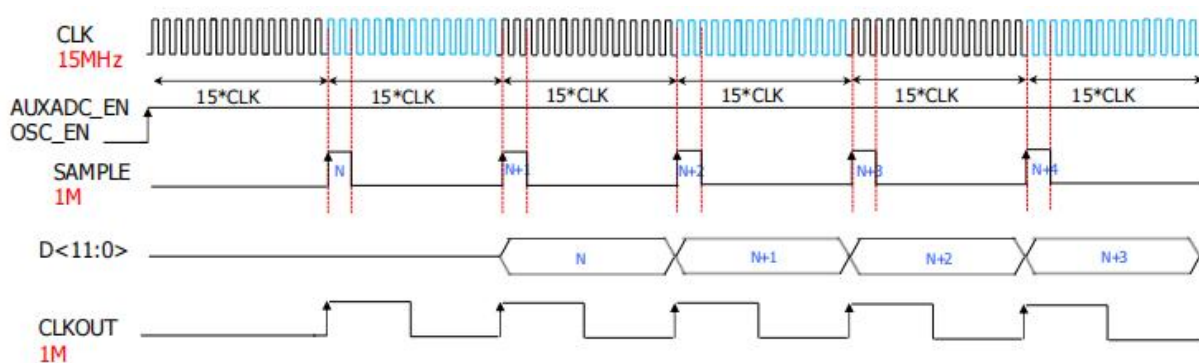 CLK
15MHz
15*CLK 15*CLK 15*CLK 15*CLK 15*CLK 15*CLK
AUXADC_EN
OSC_EN
SAMPLE N N+1 N+2 N+3 N+4
1M
D<11:0> N N+1 N+2 N+3
CLKOUT
1M